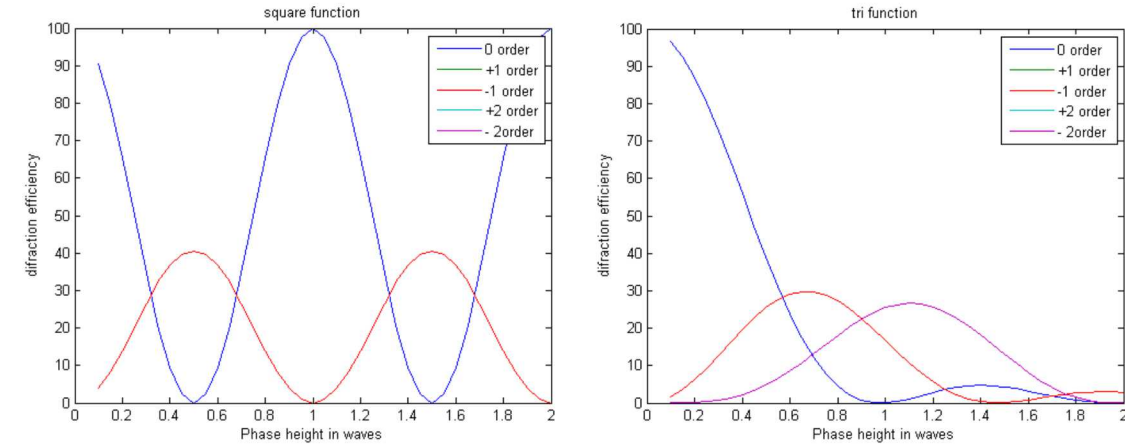 square function
100
90
80
70
60
50
40
30
20
10
0
difraction efficiency
0 0.2 0.4 0.6 0.8 1 1.2 1.4 1.6 1.8 2
Phase height in waves
0 order
+1 order
-1 order
+2 order
- 2order
tri function
100
90
80
70
60
50
40
30
20
10
0
difraction efficiency
0 0.2 0.4 0.6 0.8 1 1.2 1.4 1.6 1.8 2
Phase height in waves
0 order
+1 order
-1 order
+2 order
- 2order